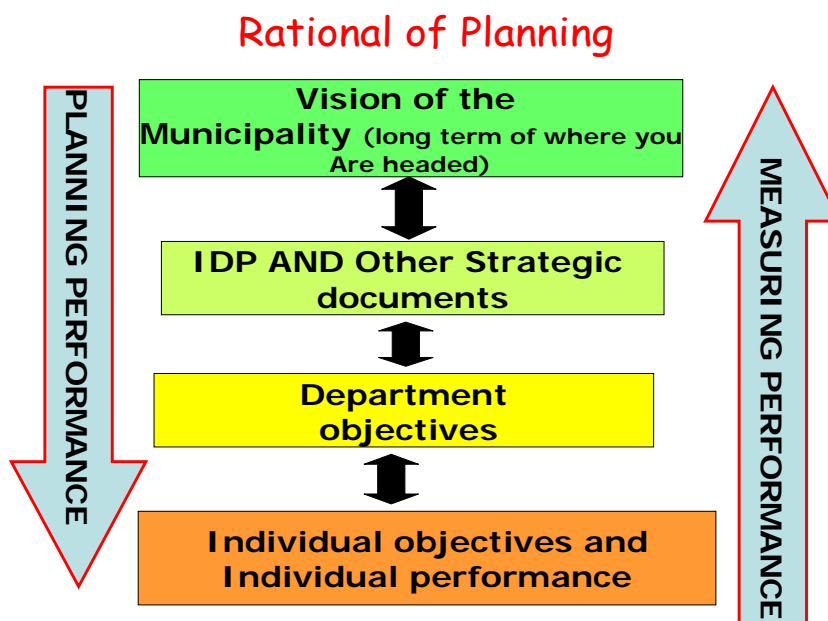 Rational of Planning
PLANNING PERFORMANCE
Vision of the
Municipality (long term of where you
Are headed)
IDP AND Other Strategic
documents
Department
objectives
Individual objectives and
Individual performance
MEASURING PERFORMANCE